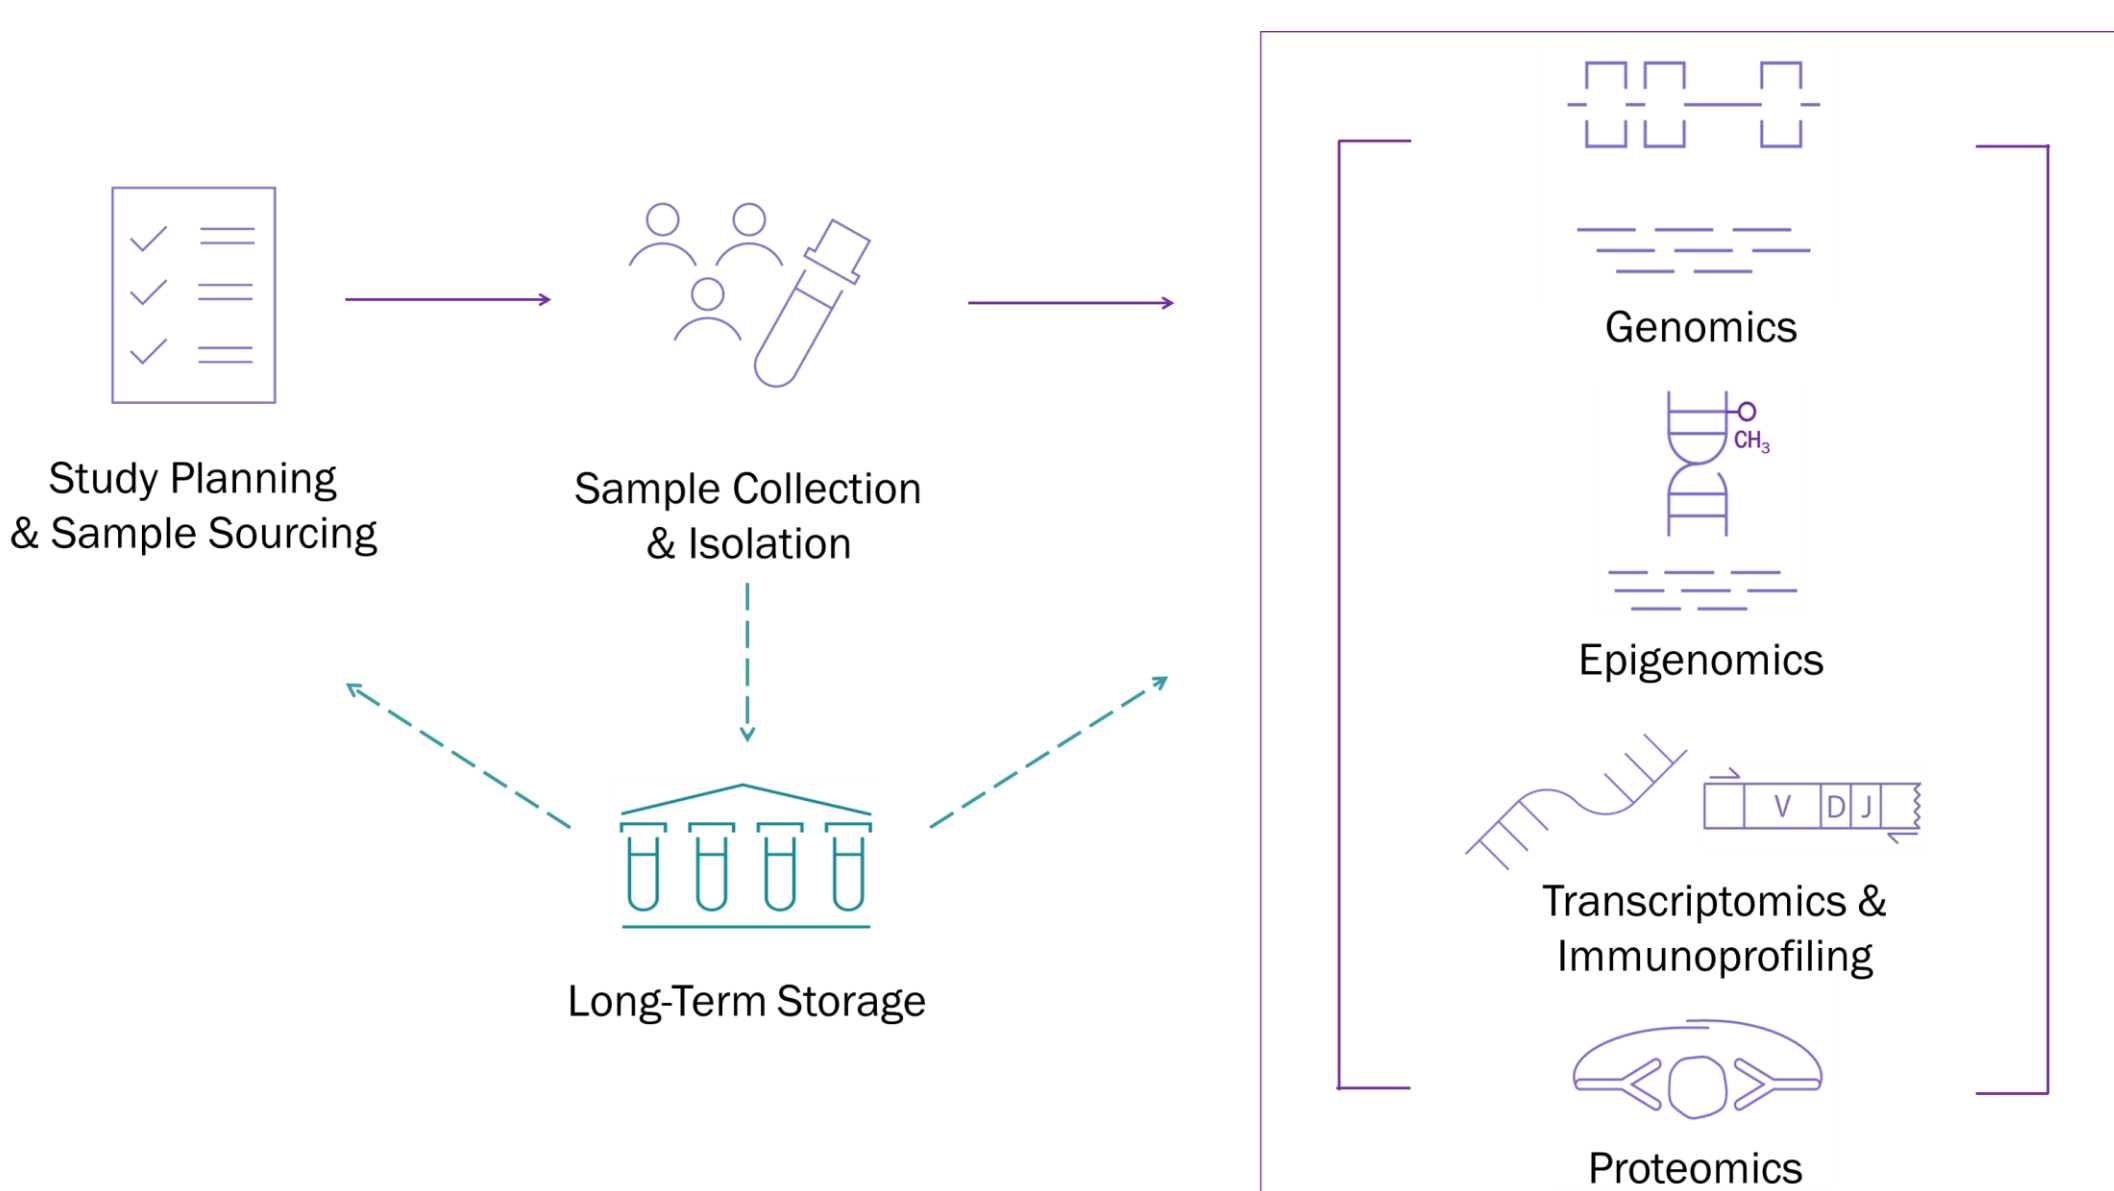 Study Planning
& Sample Sourcing
Sample Collection
& Isolation
Long-Term Storage
Genomics
CH₃
Epigenomics
V D J
Transcriptomics &
Immunoprofiling
Proteomics